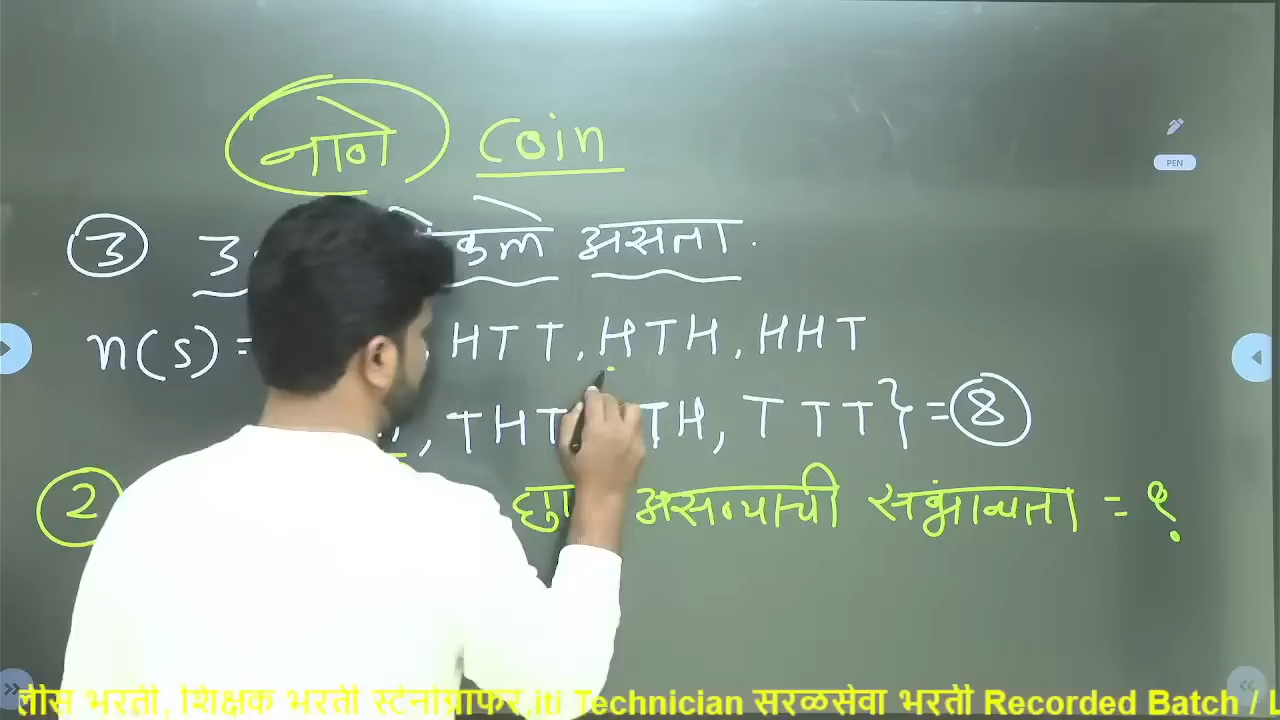 नाणे Coin
③ 3 असता.
n(s) = , HTT, HTH, HHT
, THT TH, TTT} = ⑧
② असण्याची संभाव्यता = ?
PEN
शिक्षक भरती स्टेनोग्राफर,iti Technician सरळसेवा भरती Recorded Batch /